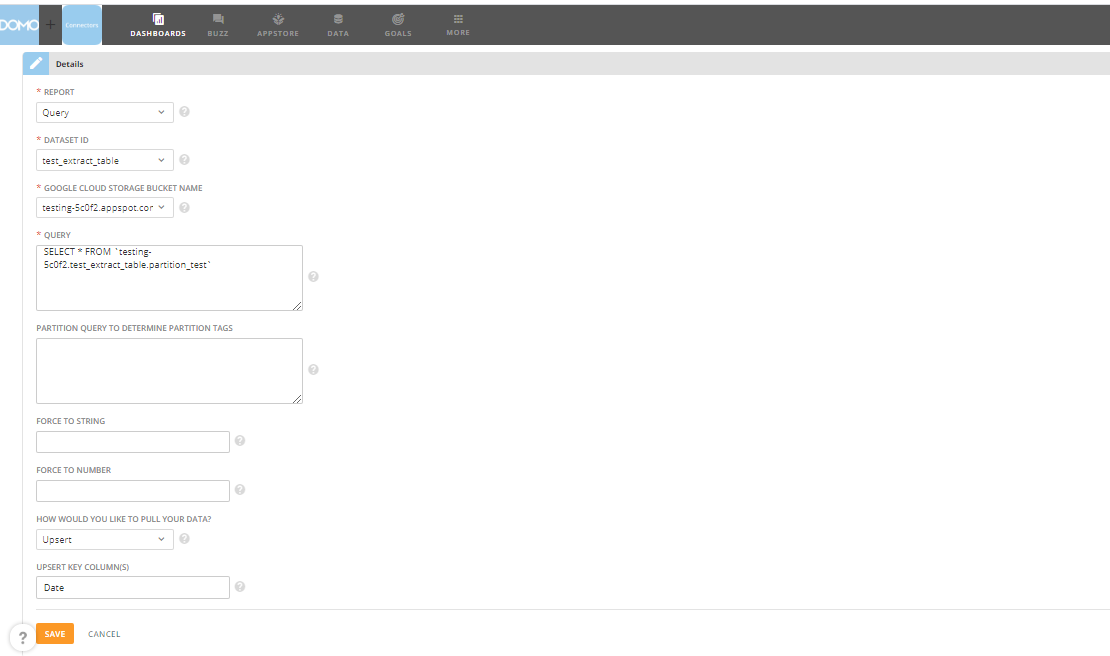 DOMO + Connectors DASHBOARDS BUZZ APPSTORE DATA GOALS MORE
Details
* REPORT
Query ?
* DATASET ID
test_extract_table ?
* GOOGLE CLOUD STORAGE BUCKET NAME
testing-5c0f2.appspot.cor ?
* QUERY
SELECT * FROM `testing-
5c0f2.test_extract_table.partition_test`
?
PARTITION QUERY TO DETERMINE PARTITION TAGS
?
FORCE TO STRING
?
FORCE TO NUMBER
?
HOW WOULD YOU LIKE TO PULL YOUR DATA?
Upsert ?
UPSERT KEY COLUMN(S)
Date ?
? SAVE CANCEL